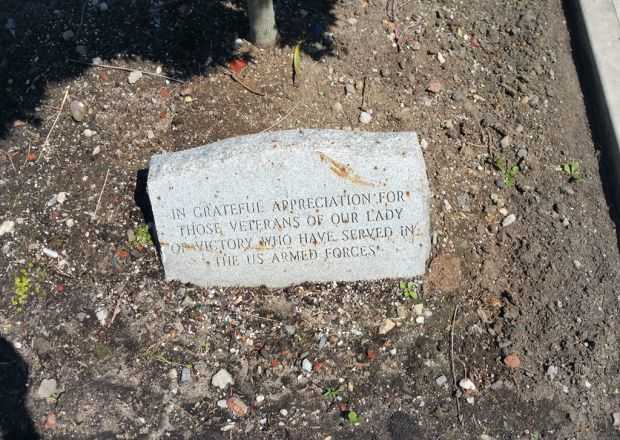 IN GRATEFUL APPRECIATION FOR
THOSE VETERANS OF OUR LADY
OF VICTORY WHO HAVE SERVED IN
THE US ARMED FORCES